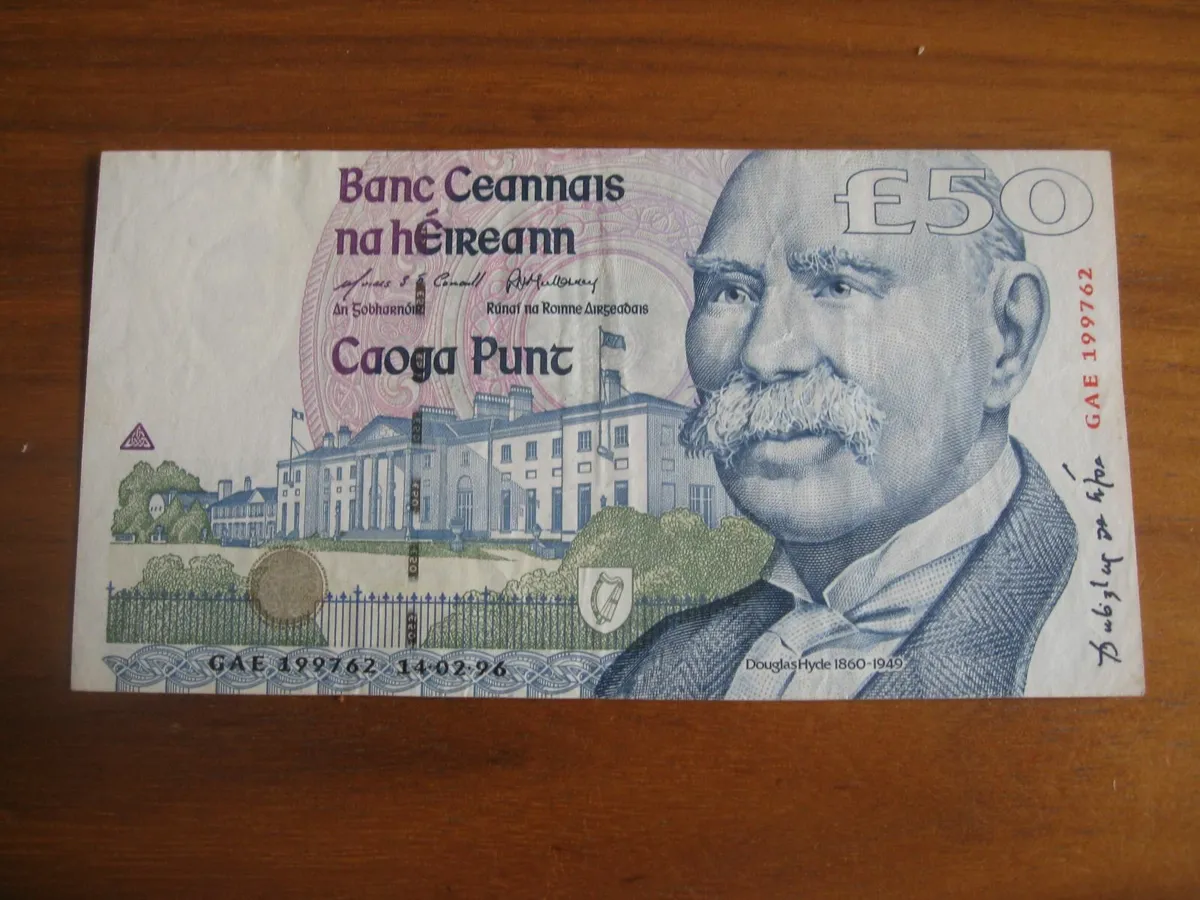 Banc Ceannais
na hÉireann
£50
An Gobharnóir
Rúnaí na Roinne Airgeadais
Caoga Punt
GAE 199762
GAE 199762 14·02·96
Douglas Hyde 1860-1949